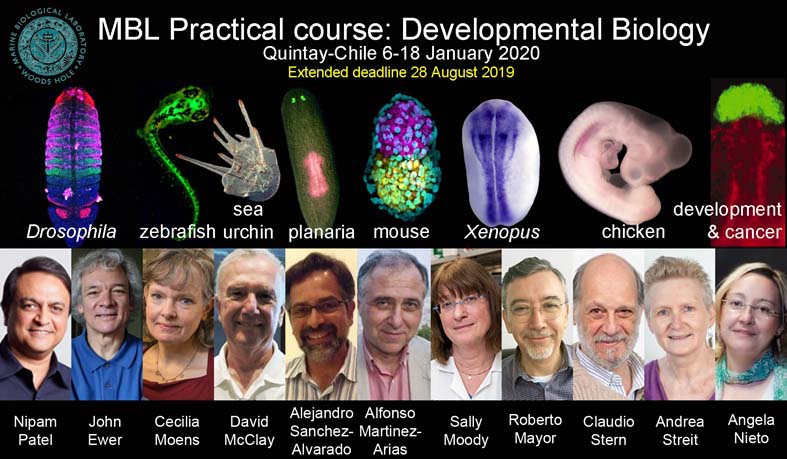 MARINE BIOLOGICAL LABORATORY
WOODS HOLE
MBL Practical course: Developmental Biology
Quintay-Chile 6-18 January 2020
Extended deadline 28 August 2019
Drosophila
zebrafish
sea
urchin
planaria
mouse
Xenopus
chicken
development
& cancer
Nipam
Patel
John
Ewer
Cecilia
Moens
David
McClay
Alejandro
Sanchez-
Alvarado
Alfonso
Martinez-
Arias
Sally
Moody
Roberto
Mayor
Claudio
Stern
Andrea
Streit
Angela
Nieto